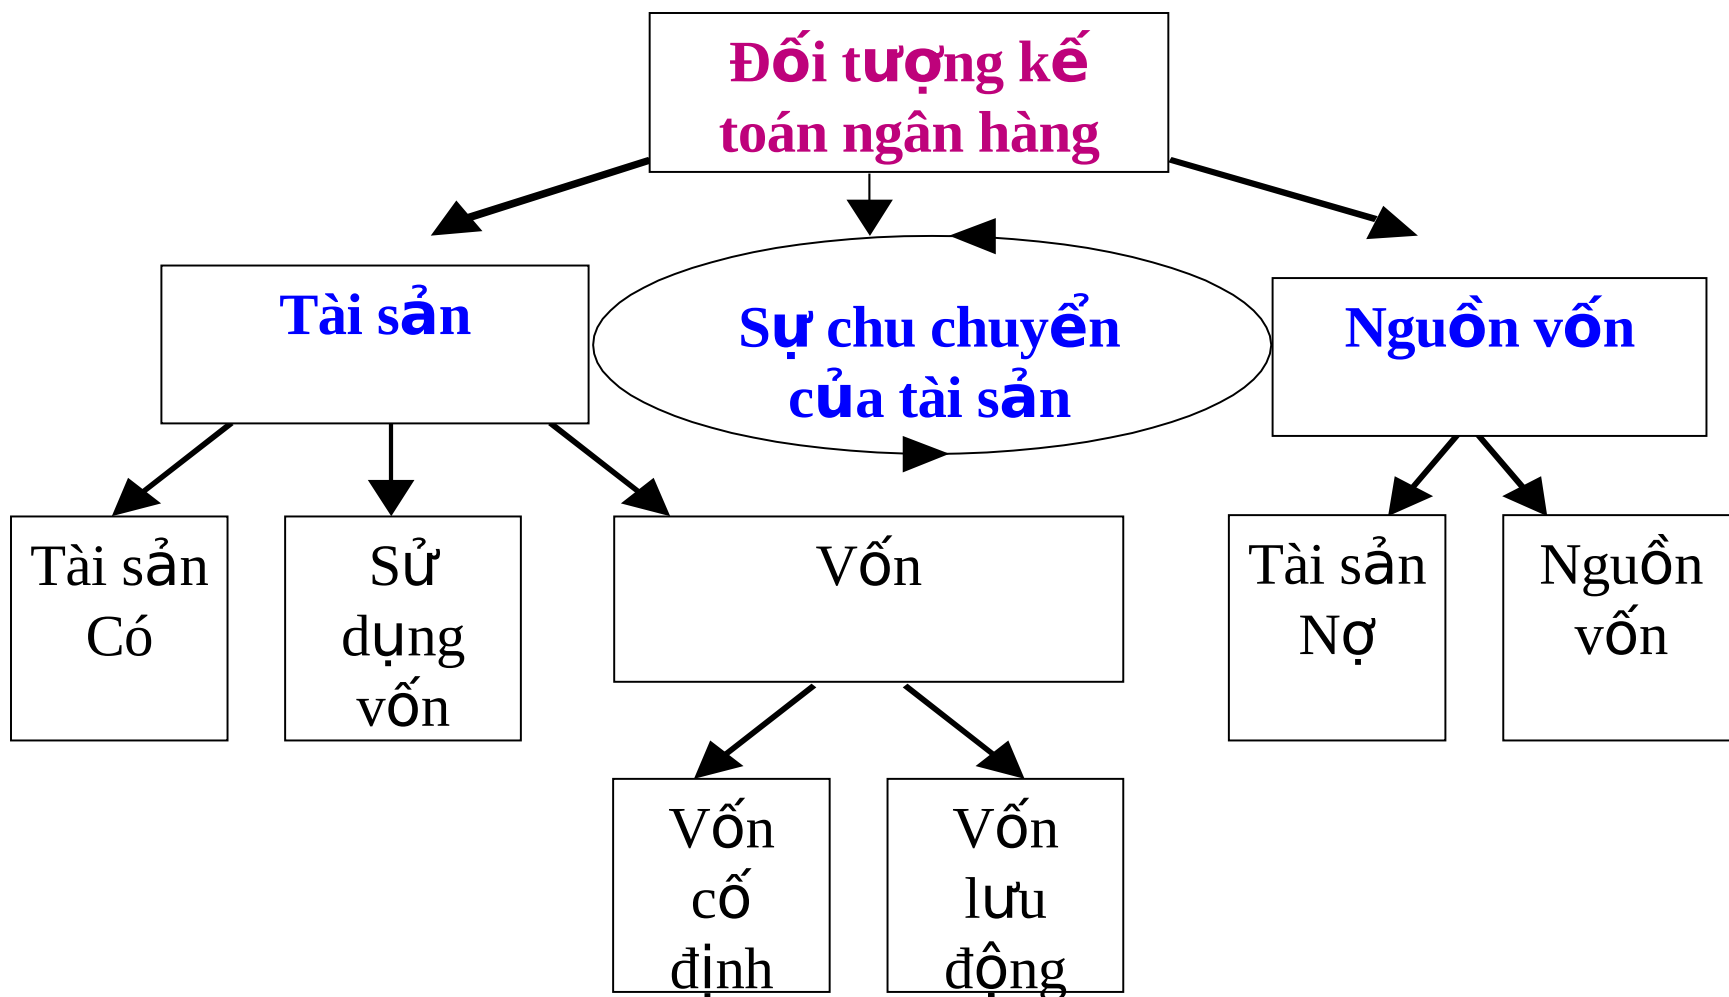 Đối tượng kế
toán ngân hàng
Tài sản
Sự chu chuyển
của tài sản
Nguồn vốn
Tài sản
Có
Sử
dụng
vốn
Vốn
Tài sản
Nợ
Nguồn
vốn
Vốn
cố
định
Vốn
lưu
động